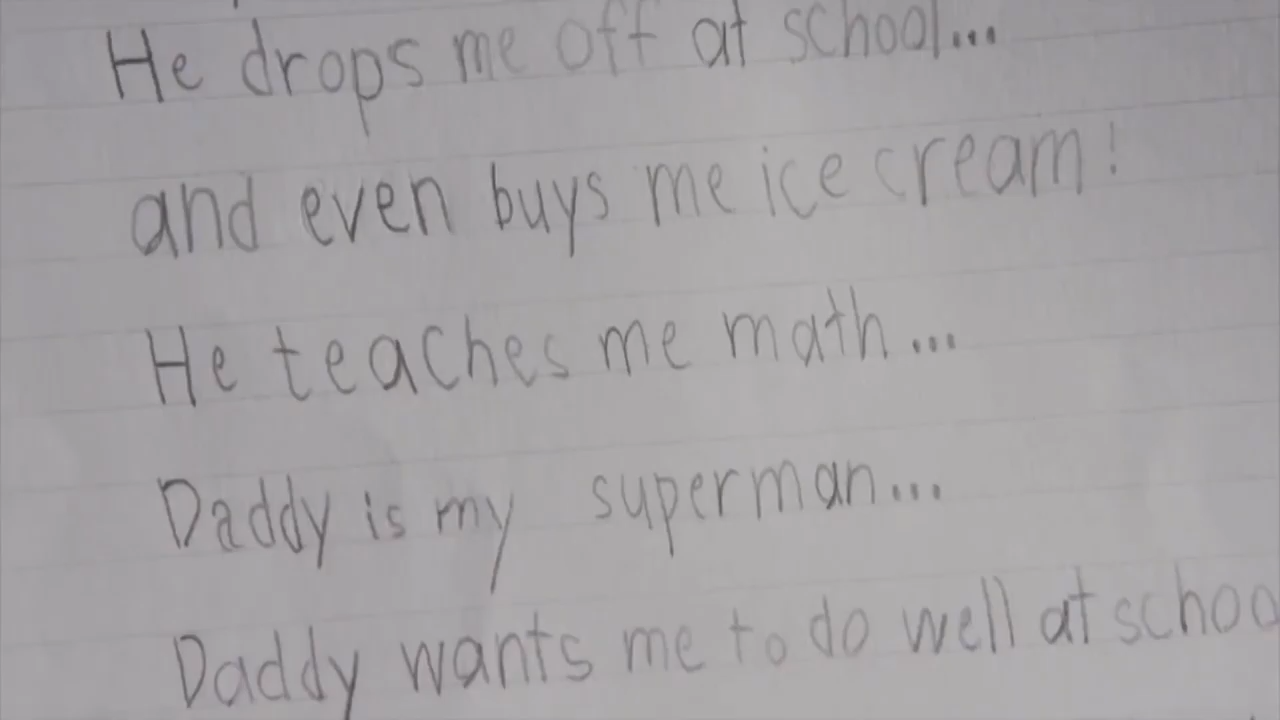 He drops me off at school...
and even buys me ice cream!
He teaches me math...
Daddy is my superman...
Daddy wants me to do well at schoo